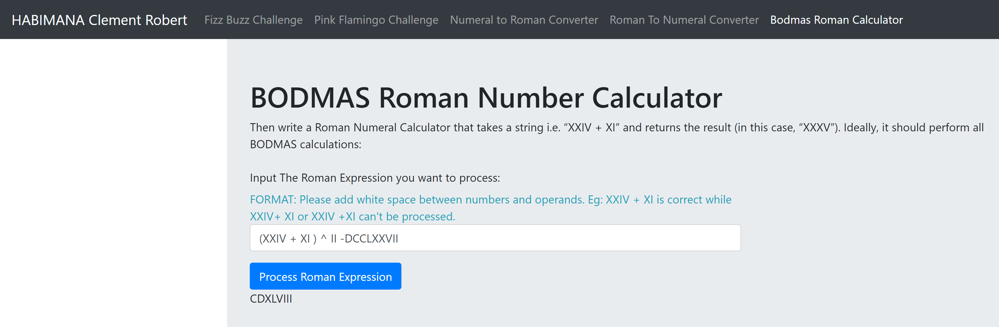 HABIMANA Clement Robert Fizz Buzz Challenge Pink Flamingo Challenge Numeral to Roman Converter Roman To Numeral Converter Bodmas Roman Calculator
BODMAS Roman Number Calculator
Then write a Roman Numeral Calculator that takes a string i.e. “XXIV + XI” and returns the result (in this case, “XXXV”). Ideally, it should perform all
BODMAS calculations:
Input The Roman Expression you want to process:
FORMAT: Please add white space between numbers and operands. Eg: XXIV + XI is correct while
XXIV+ XI or XXIV +XI can't be processed.
(XXIV + XI ) ^ II -DCCLXXVII
Process Roman Expression
CDXLVIII